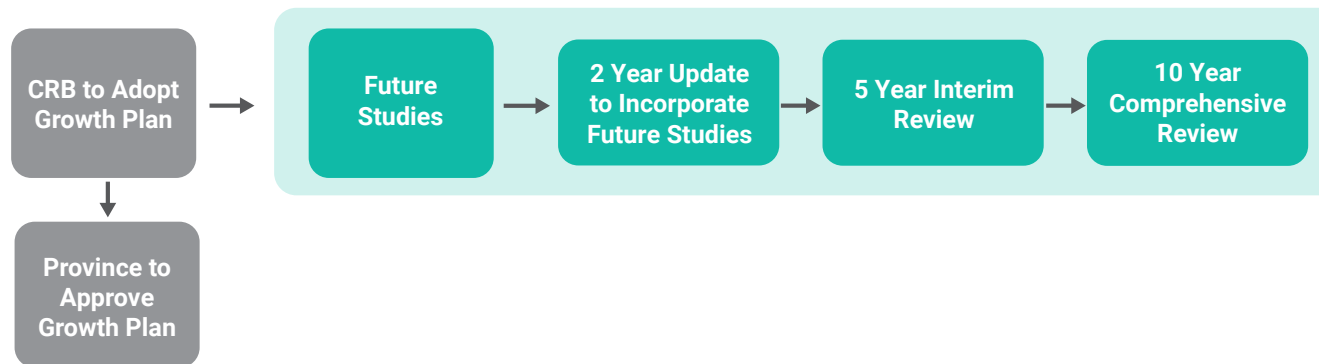 CRB to Adopt
Growth Plan
Future
Studies
2 Year Update
to Incorporate
Future Studies
5 Year Interim
Review
10 Year
Comprehensive
Review
Province to
Approve
Growth Plan